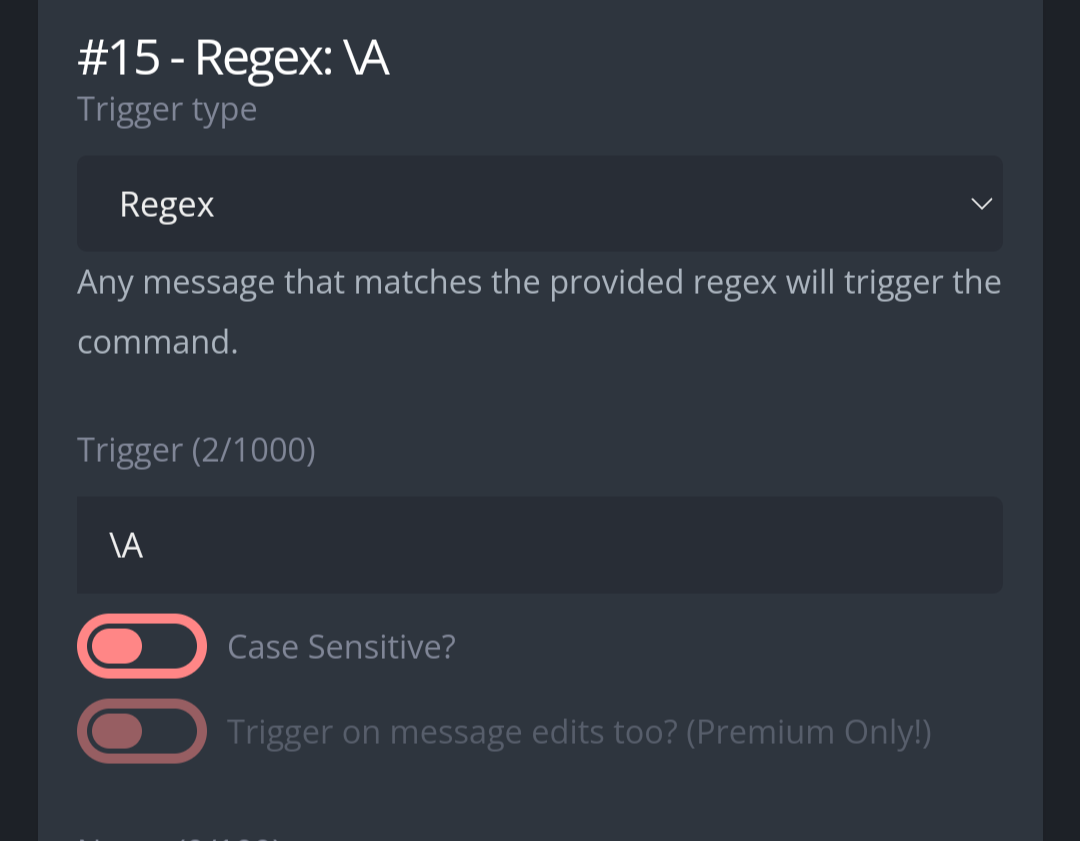 #15 - Regex: \A
Trigger type
Regex
Any message that matches the provided regex will trigger the
command.
Trigger (2/1000)
\A
Case Sensitive?
Trigger on message edits too? (Premium Only!)